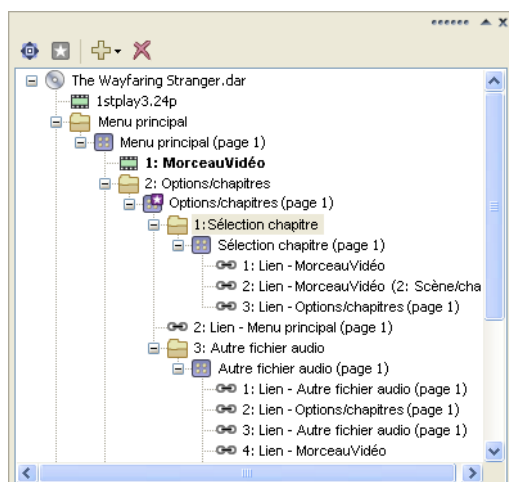 The Wayfaring Stranger.dar
1stplay3.24p
Menu principal
Menu principal (page 1)
1: MorceauVidéo
2: Options/chapitres
Options/chapitres (page 1)
1:Sélection chapitre
Sélection chapitre (page 1)
1: Lien - MorceauVidéo
2: Lien - MorceauVidéo (2: Scène/cha
3: Lien - Options/chapitres (page 1)
2: Lien - Menu principal (page 1)
3: Autre fichier audio
Autre fichier audio (page 1)
1: Lien - Autre fichier audio (page 1)
2: Lien - Options/chapitres (page 1)
3: Lien - Autre fichier audio (page 1)
4: Lien - MorceauVidéo